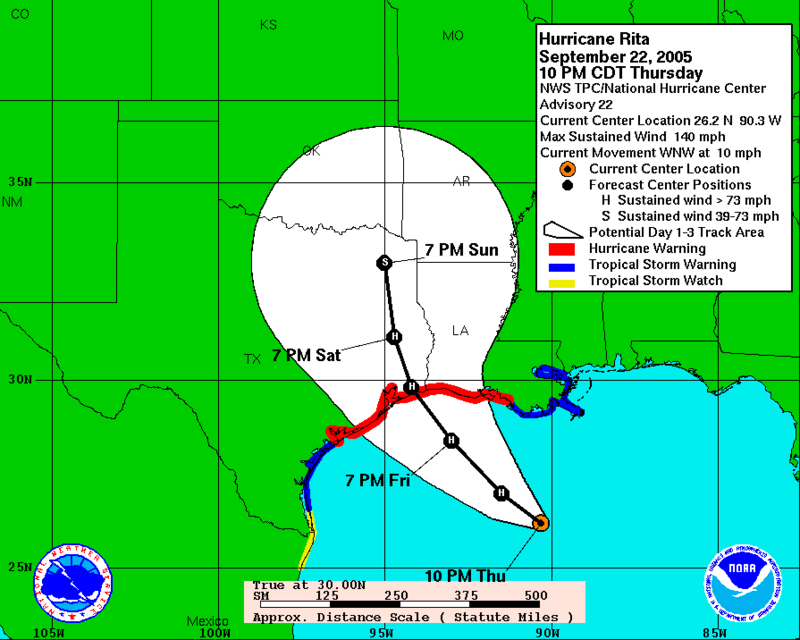 CO
KS
MO
Hurricane Rita
September 22, 2005
10 PM CDT Thursday
NWS TPC/National Hurricane Center
Advisory 22
Current Center Location 26.2 N 90.3 W
Max Sustained Wind 140 mph
Current Movement WNW at 10 mph
Current Center Location
Forecast Center Positions
H Sustained wind > 73 mph
S Sustained wind 39-73 mph
Potential Day 1-3 Track Area
Hurricane Warning
Tropical Storm Warning
Tropical Storm Watch
OK
AR
35N
NM
7 PM Sun
S
LA
H
TX
7 PM Sat
30N
H
H
7 PM Fri
H
25N
10 PM Thu
NATIONAL WEATHER SERVICE
NOAA
True at 30.00N
SM 125 250 375 500
Approx. Distance Scale ( Statute Miles )
Mexico
105W 100W 95W 90W 85W